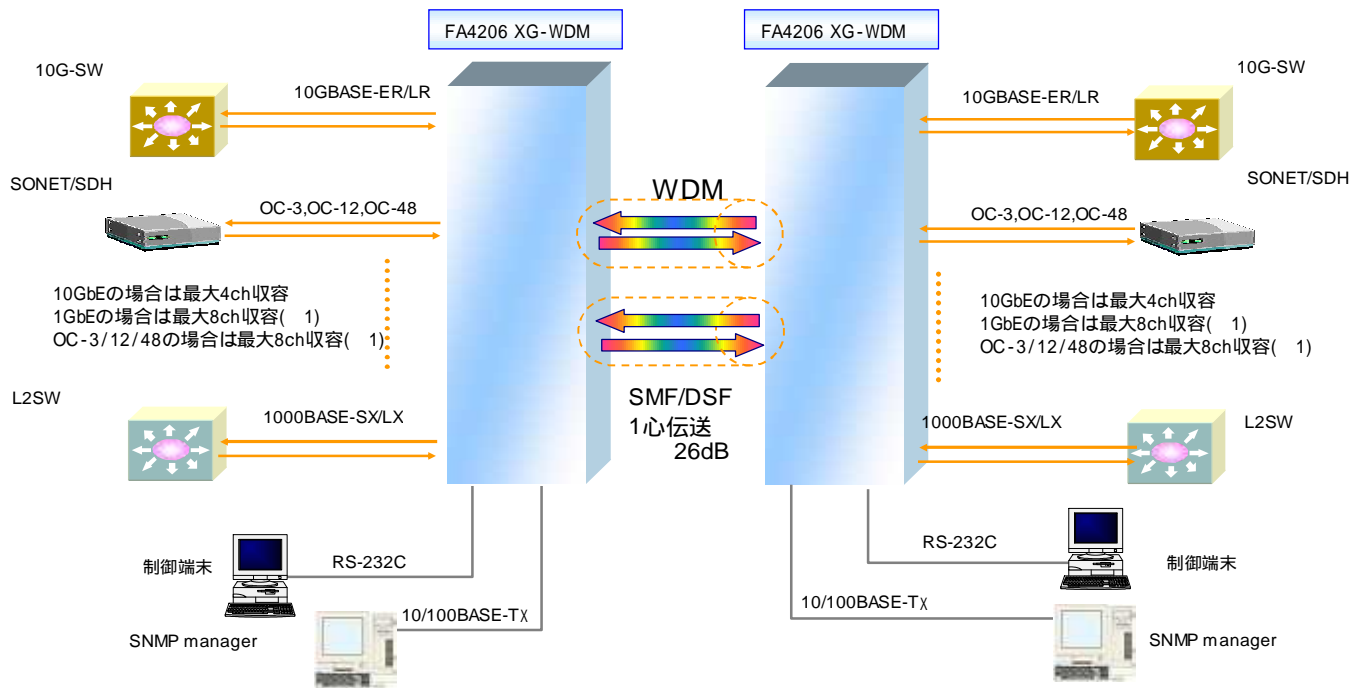 FA4206 XG-WDM
FA4206 XG-WDM
10G-SW
10GBASE-ER/LR
10GBASE-ER/LR
10G-SW
SONET/SDH
OC-3,OC-12,OC-48
WDM
OC-3,OC-12,OC-48
SONET/SDH
10GbEの場合は最大4ch収容
1GbEの場合は最大8ch収容( 1)
OC-3/12/48の場合は最大8ch収容( 1)
10GbEの場合は最大4ch収容
1GbEの場合は最大8ch収容( 1)
OC-3/12/48の場合は最大8ch収容( 1)
L2SW
1000BASE-SX/LX
SMF/DSF
1心伝送
26dB
1000BASE-SX/LX
L2SW
制御端末
RS-232C
RS-232C
制御端末
SNMP manager
10/100BASE-TX
10/100BASE-TX
SNMP manager